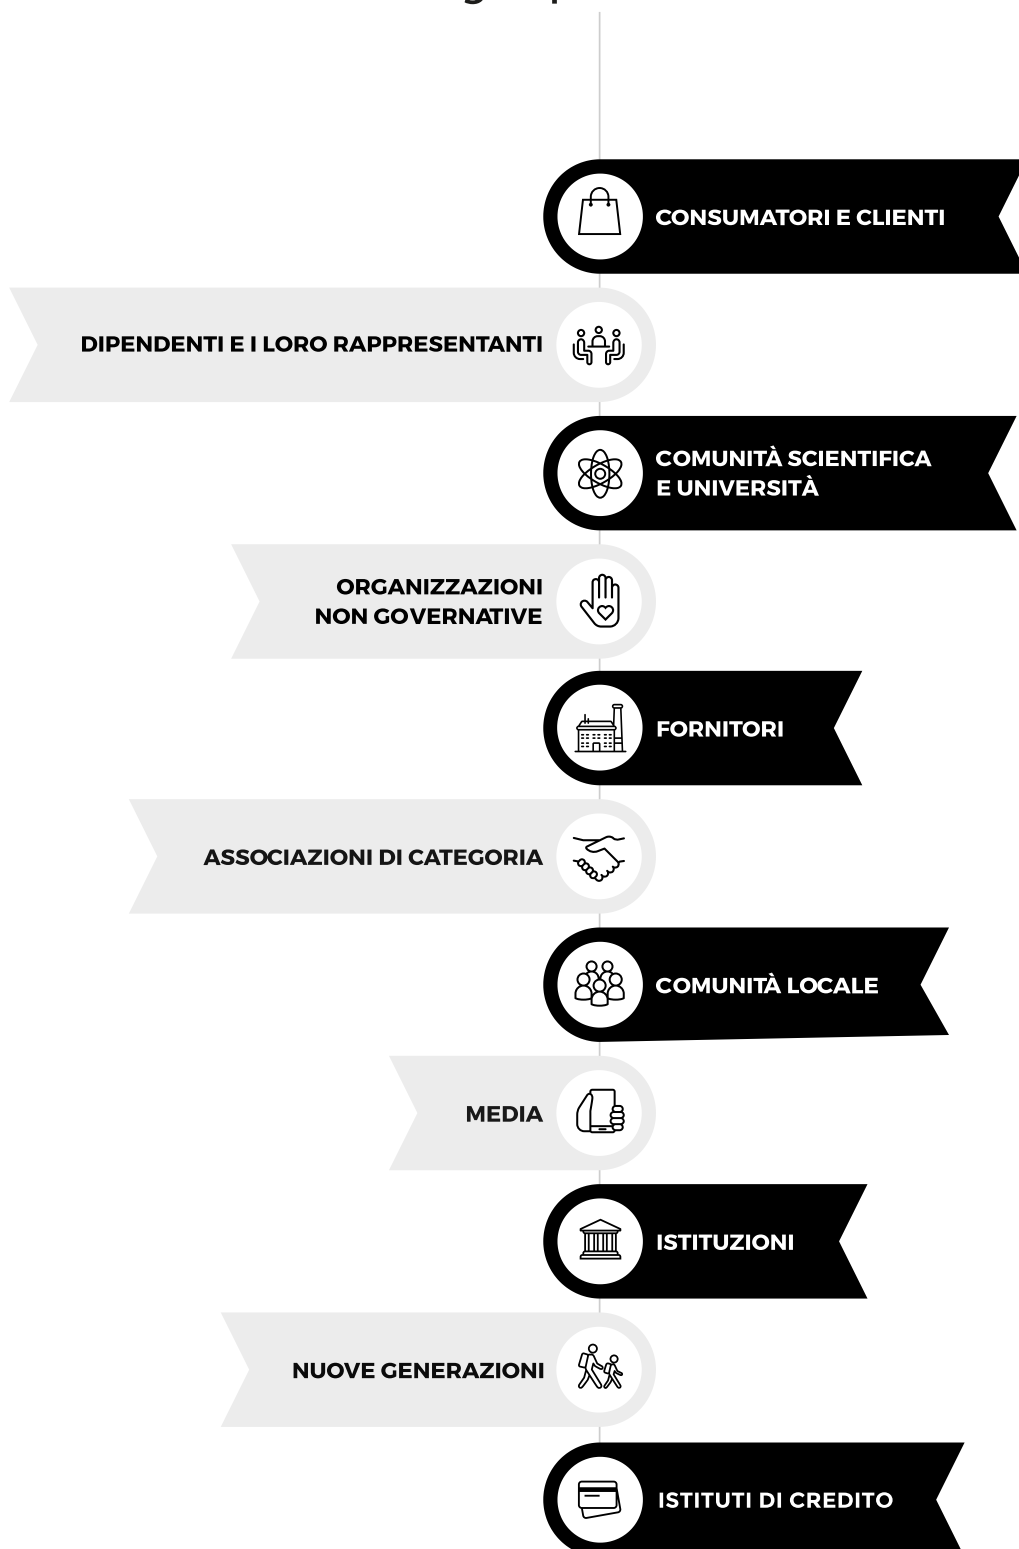 CONSUMATORI E CLIENTI
DIPENDENTI E I LORO RAPPRESENTANTI
COMUNITÀ SCIENTIFICA
E UNIVERSITÀ
ORGANIZZAZIONI
NON GOVERNATIVE
FORNITORI
ASSOCIAZIONI DI CATEGORIA
COMUNITÀ LOCALE
MEDIA
ISTITUZIONI
NUOVE GENERAZIONI
ISTITUTI DI CREDITO